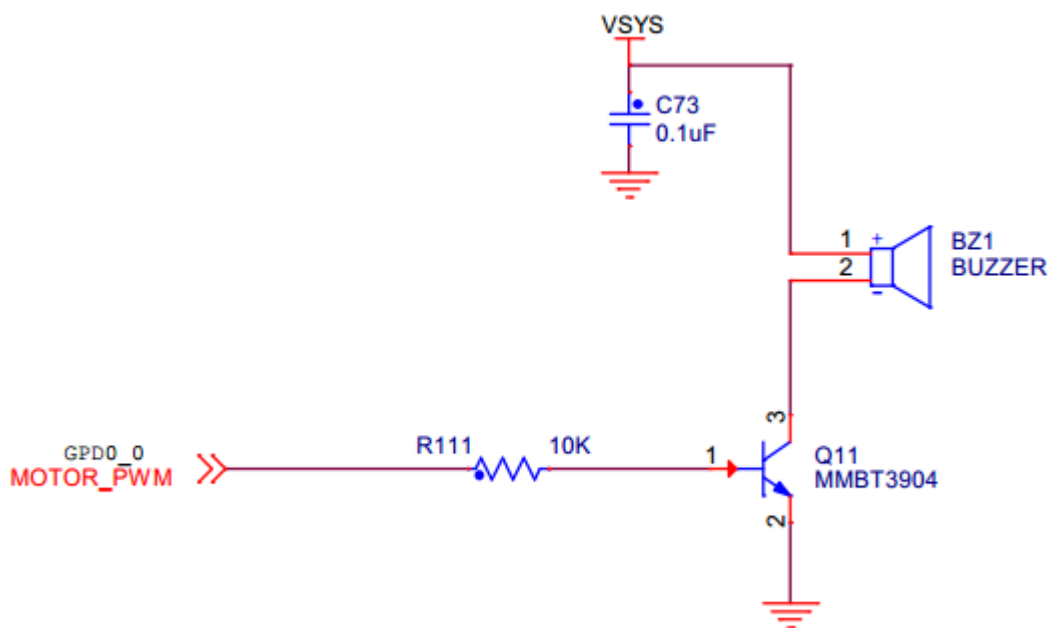 VSYS
C73
0.1uF
1
+
BZ1
2
BUZZER
-
3
GPD0_0
R111
10K
1
Q11
MOTOR_PWM
MMBT3904
2